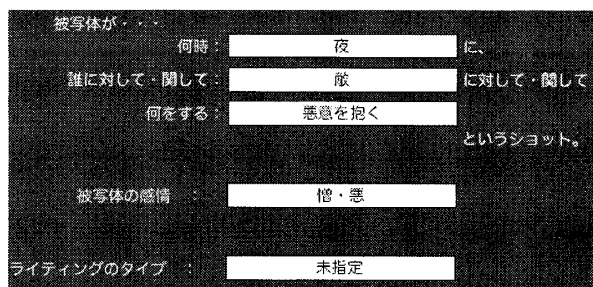 被写体が・・・
何時： 夜 に、
誰に対して・関して： 敵 に対して・関して
何をする： 悪意を抱く
というショット。
被写体の感情 ： 憎・悪
ライティングのタイプ ： 未指定